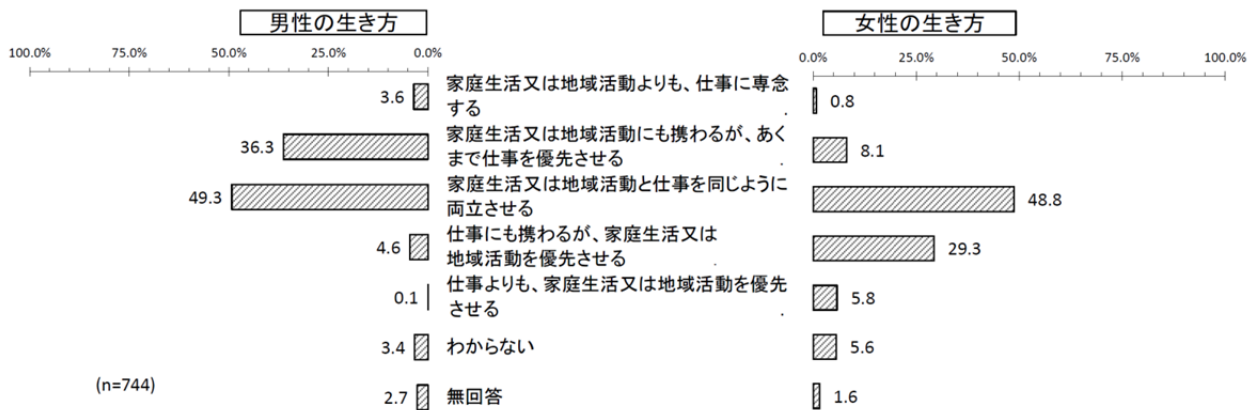 男性の生き方 女性の生き方
100.0% 75.0% 50.0% 25.0% 0.0% 0.0% 25.0% 50.0% 75.0% 100.0%
3.6 家庭生活又は地域活動よりも、仕事に専念 0.8
する
36.3 家庭生活又は地域活動にも携わるが、あく 8.1
まで仕事を優先させる
49.3 家庭生活又は地域活動と仕事を同じように 48.8
両立させる
4.6 仕事にも携わるが、家庭生活又は 29.3
地域活動を優先させる
0.1 仕事よりも、家庭生活又は地域活動を優先 5.8
させる
3.4 わからない 5.6
(n=744) 2.7 無回答 1.6